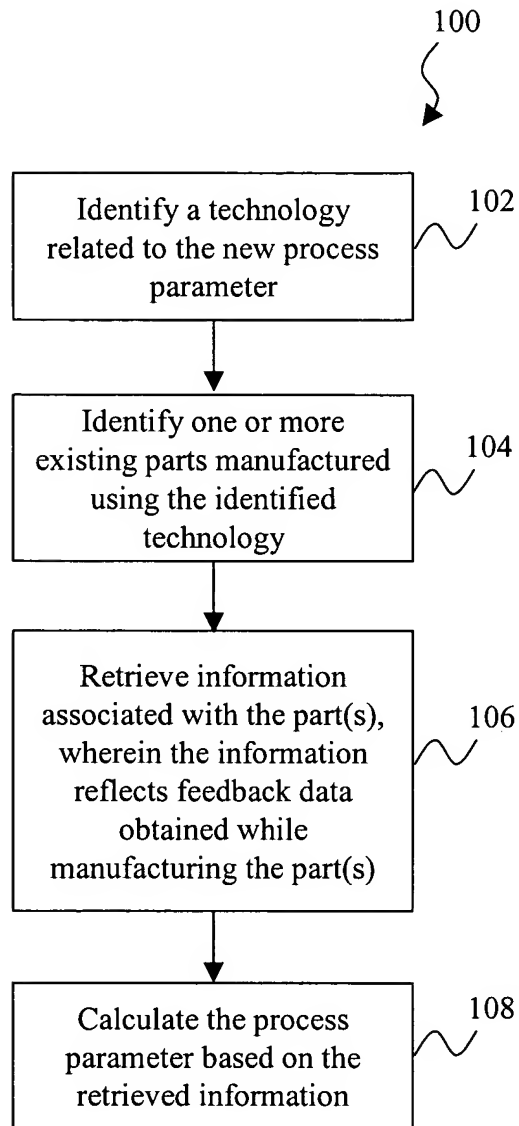 100
Identify a technology
related to the new process
parameter
102
Identify one or more
existing parts manufactured
using the identified
technology
104
Retrieve information
associated with the part(s),
wherein the information
reflects feedback data
obtained while
manufacturing the part(s)
106
Calculate the process
parameter based on the
retrieved information
108